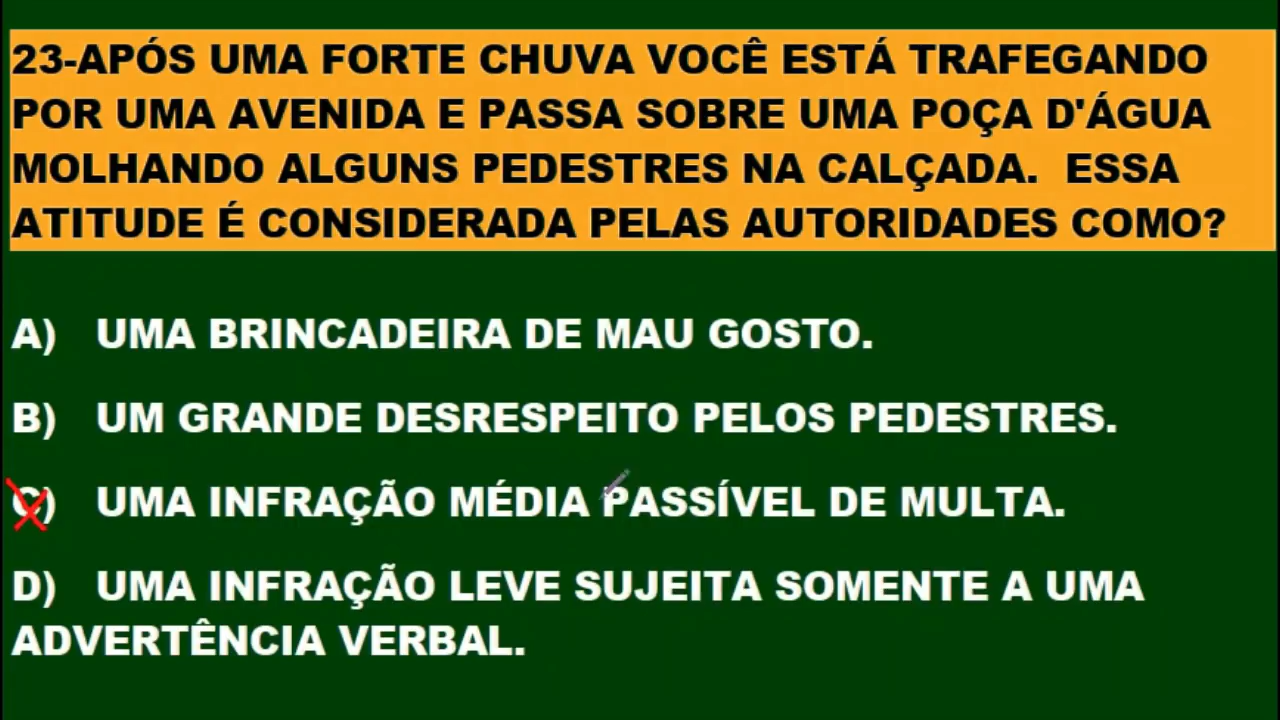 23-APÓS UMA FORTE CHUVA VOCÊ ESTÁ TRAFEGANDO
POR UMA AVENIDA E PASSA SOBRE UMA POÇA D'ÁGUA
MOLHANDO ALGUNS PEDESTRES NA CALÇADA. ESSA
ATITUDE É CONSIDERADA PELAS AUTORIDADES COMO?
A) UMA BRINCADEIRA DE MAU GOSTO.
B) UM GRANDE DESRESPEITO PELOS PEDESTRES.
C) UMA INFRAÇÃO MÉDIA PASSÍVEL DE MULTA.
D) UMA INFRAÇÃO LEVE SUJEITA SOMENTE A UMA
ADVERTÊNCIA VERBAL.